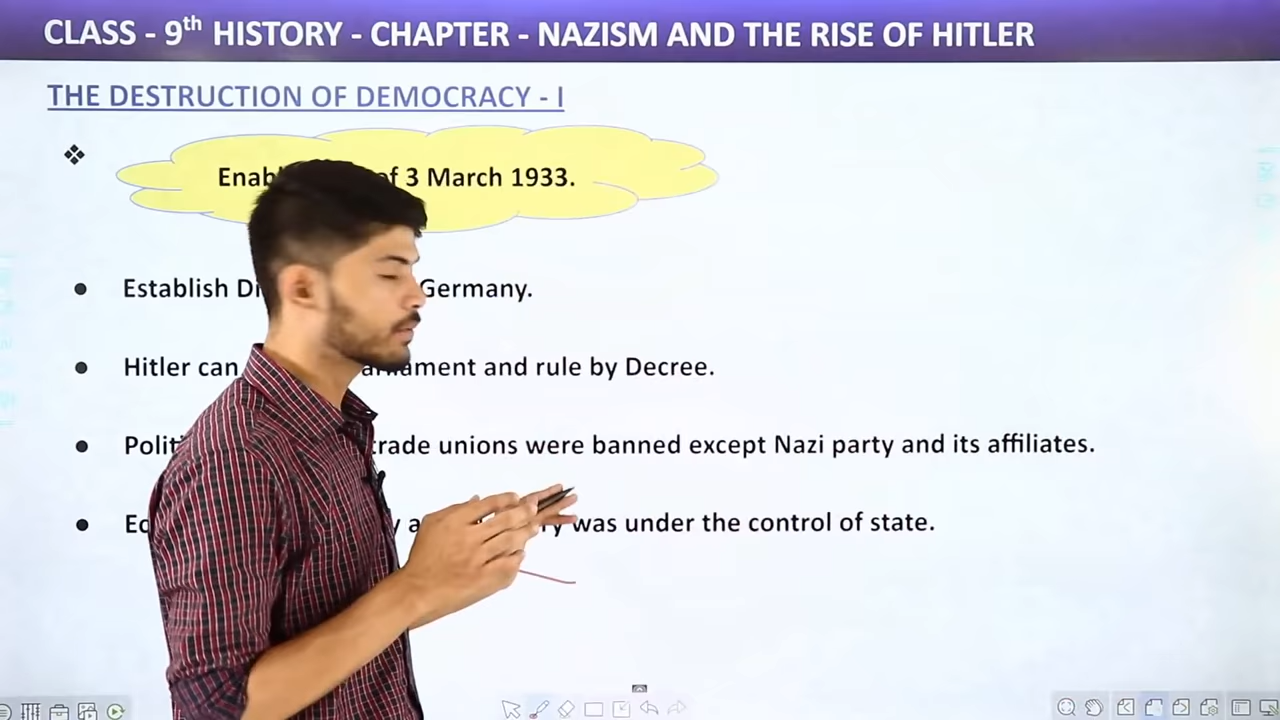 CLASS - 9th HISTORY - CHAPTER - NAZISM AND THE RISE OF HITLER
THE DESTRUCTION OF DEMOCRACY - I
of 3 March 1933.
Establish Germany.
Hitler can and rule by Decree.
trade unions were banned except Nazi party and its affiliates.
was under the control of state.